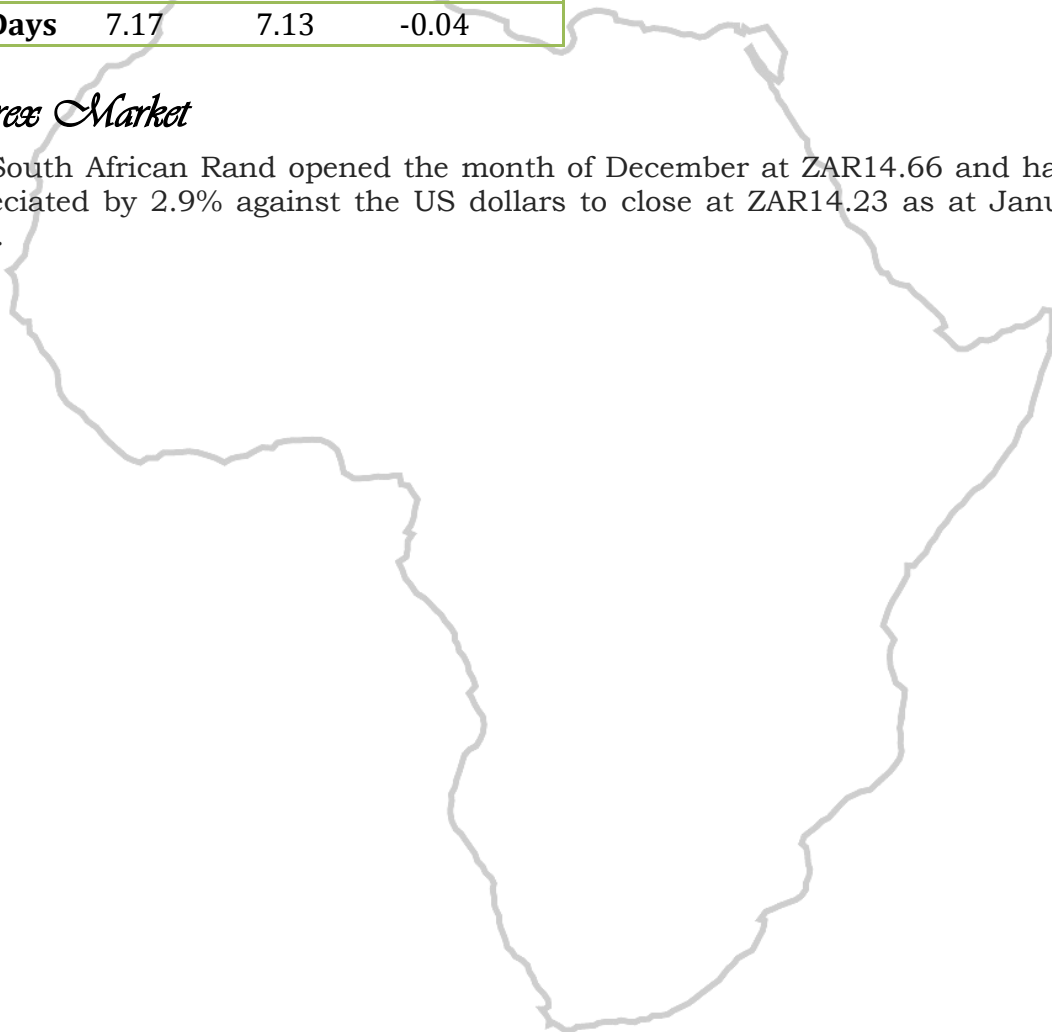 Days 7.17 7.13 -0.04
rex Market
South African Rand opened the month of December at ZAR14.66 and ha
eciated by 2.9% against the US dollars to close at ZAR14.23 as at Janu
.